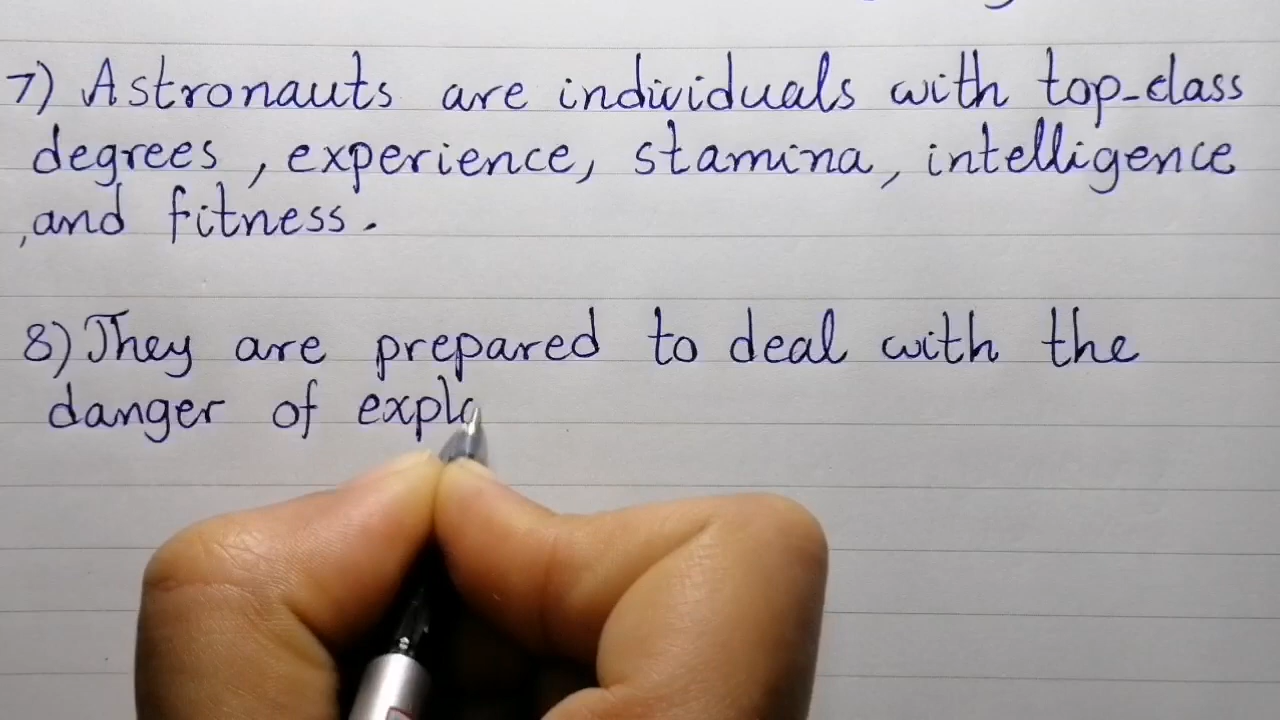 7) Astronauts are individuals with top-class
degrees, experience, stamina, intelligence
,and fitness.
8) They are prepared to deal with the
danger of expl